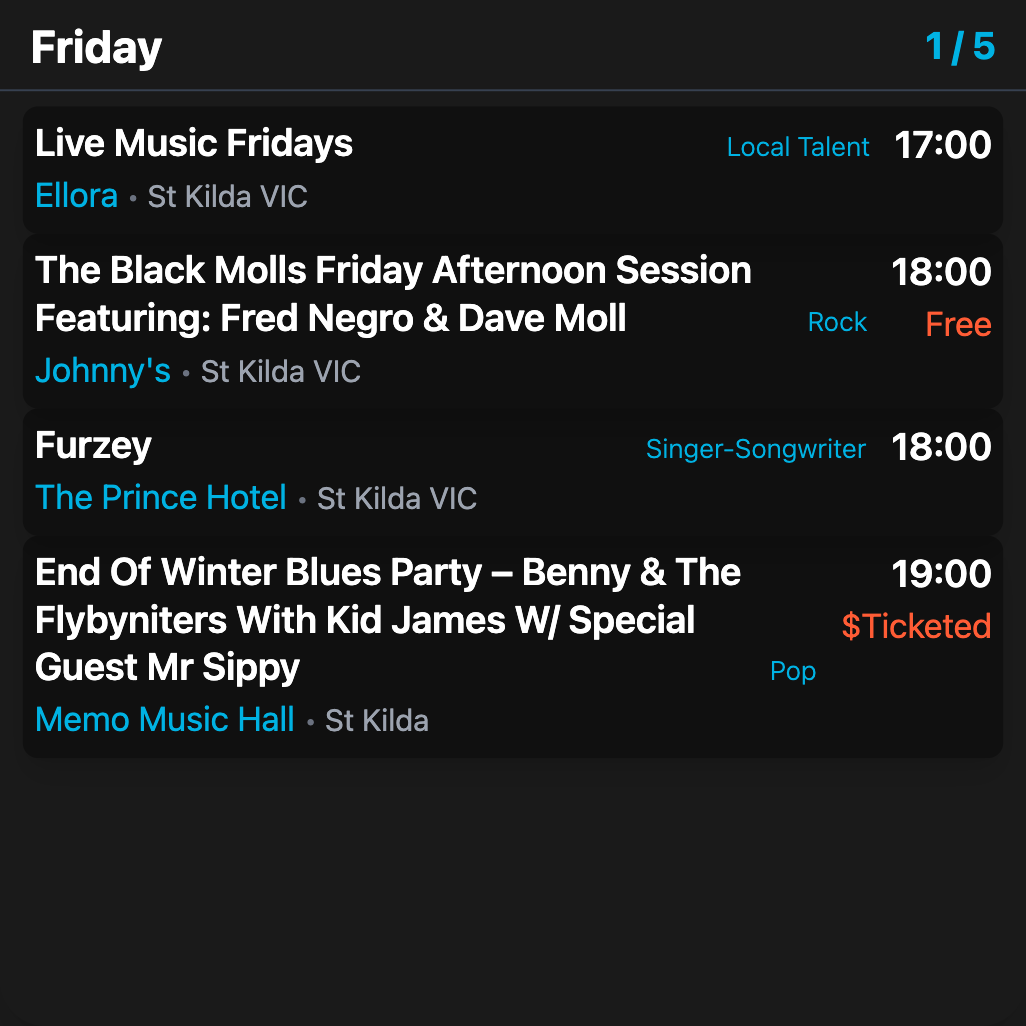 Friday 1 / 5
Live Music Fridays Local Talent 17:00
Ellora • St Kilda VIC
The Black Molls Friday Afternoon Session 18:00
Featuring: Fred Negro & Dave Moll Rock Free
Johnny's • St Kilda VIC
Furzey Singer-Songwriter 18:00
The Prince Hotel • St Kilda VIC
End Of Winter Blues Party – Benny & The 19:00
Flybyniters With Kid James W/ Special $Ticketed
Guest Mr Sippy Pop
Memo Music Hall • St Kilda